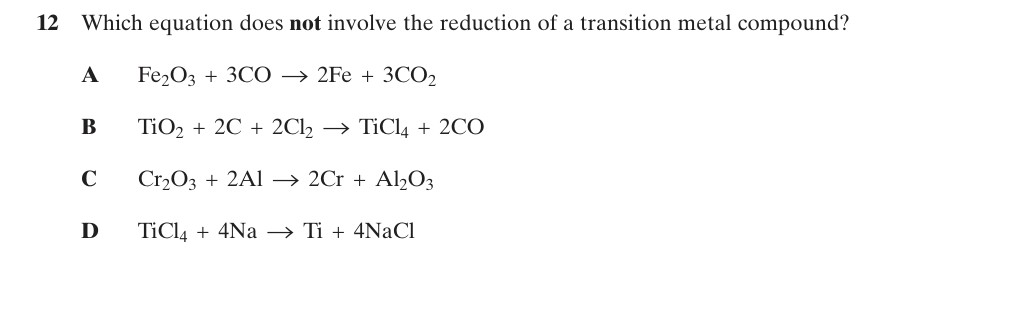 12 Which equation does not involve the reduction of a transition metal compound?
A Fe₂O₃ + 3CO → 2Fe + 3CO₂
B TiO₂ + 2C + 2Cl₂ → TiCl₄ + 2CO
C Cr₂O₃ + 2Al → 2Cr + Al₂O₃
D TiCl₄ + 4Na → Ti + 4NaCl